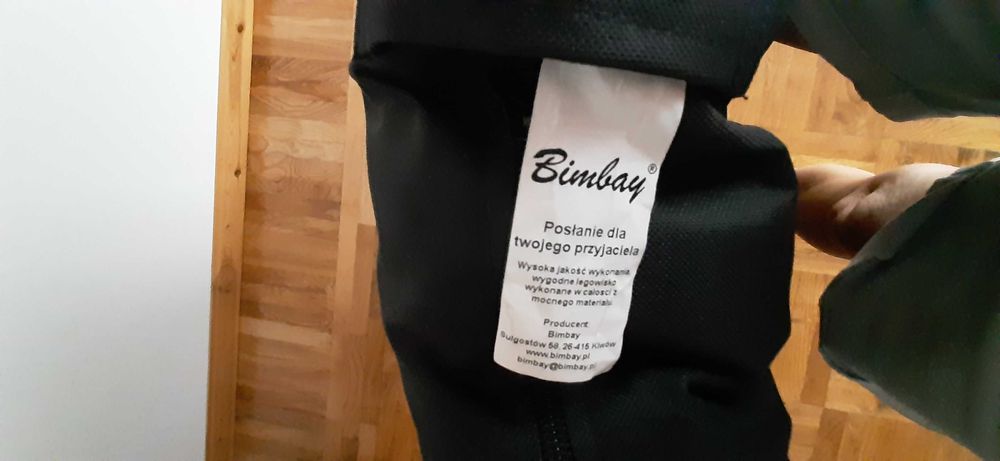 Bimbay®
Posłanie dla
twojego przyjaciela
Wysoka jakość wykonania
wygodne legowisko
wykonane w całości z
mocnego materiału
Producent:
Bimbay
Sulgostów 58, 26-415 Klwów
www.bimbay.pl
bimbay@bimbay.pl